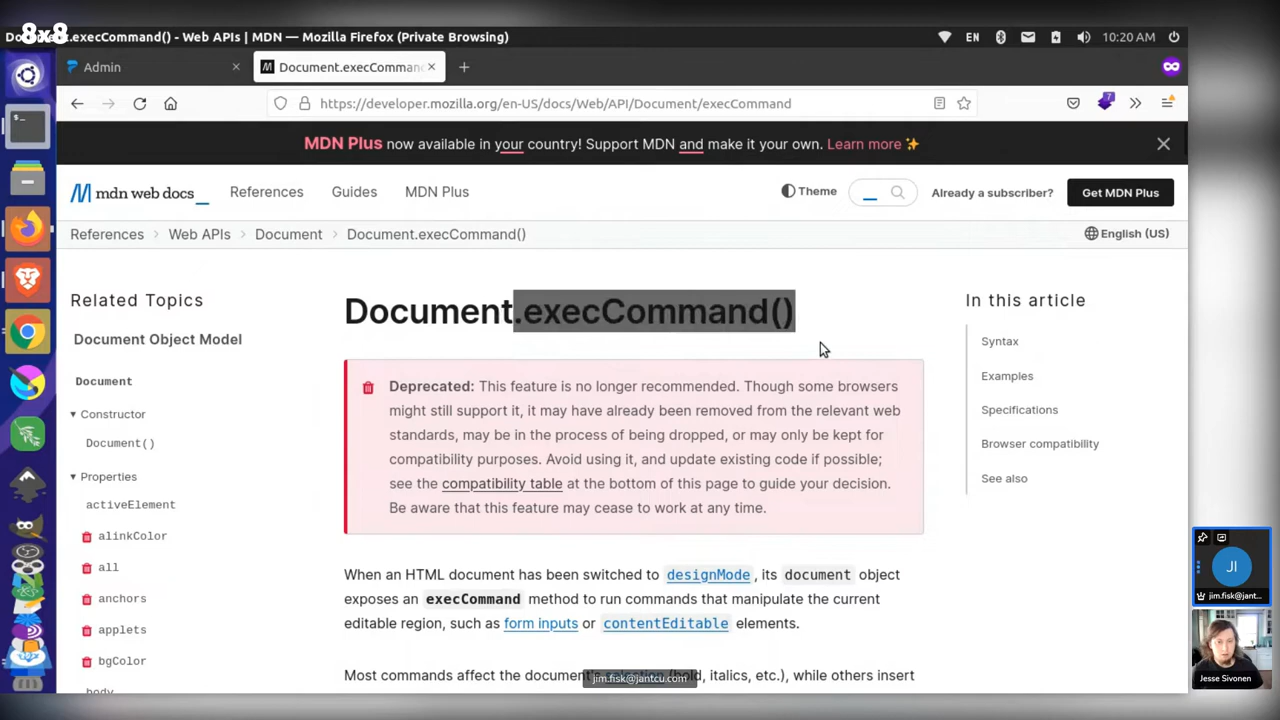 8x8
Do .execCommand() - Web APIs | MDN — Mozilla Firefox (Private Browsing)
EN
10:20 AM
Admin
Document.execComman
https://developer.mozilla.org/en-US/docs/Web/API/Document/execCommand
7
MDN Plus now available in your country! Support MDN and make it your own. Learn more ✨
mdn web docs
References
Guides
MDN Plus
Theme
Already a subscriber?
Get MDN Plus
References > Web APIs > Document > Document.execCommand()
English (US)
Related Topics
Document Object Model
Document
Constructor
Document()
Properties
activeElement
alinkColor
all
anchors
applets
bgColor
body
Document.execCommand()
Deprecated: This feature is no longer recommended. Though some browsers
might still support it, it may have already been removed from the relevant web
standards, may be in the process of being dropped, or may only be kept for
compatibility purposes. Avoid using it, and update existing code if possible;
see the compatibility table at the bottom of this page to guide your decision.
Be aware that this feature may cease to work at any time.
When an HTML document has been switched to designMode , its document object
exposes an execCommand method to run commands that manipulate the current
editable region, such as form inputs or contentEditable elements.
Most commands affect the document's selection (bold, italics, etc.), while others insert
In this article
Syntax
Examples
Specifications
Browser compatibility
See also
JI
jim.fisk@jant...
Jesse Sivonen
jim.fisk@jantcu.com